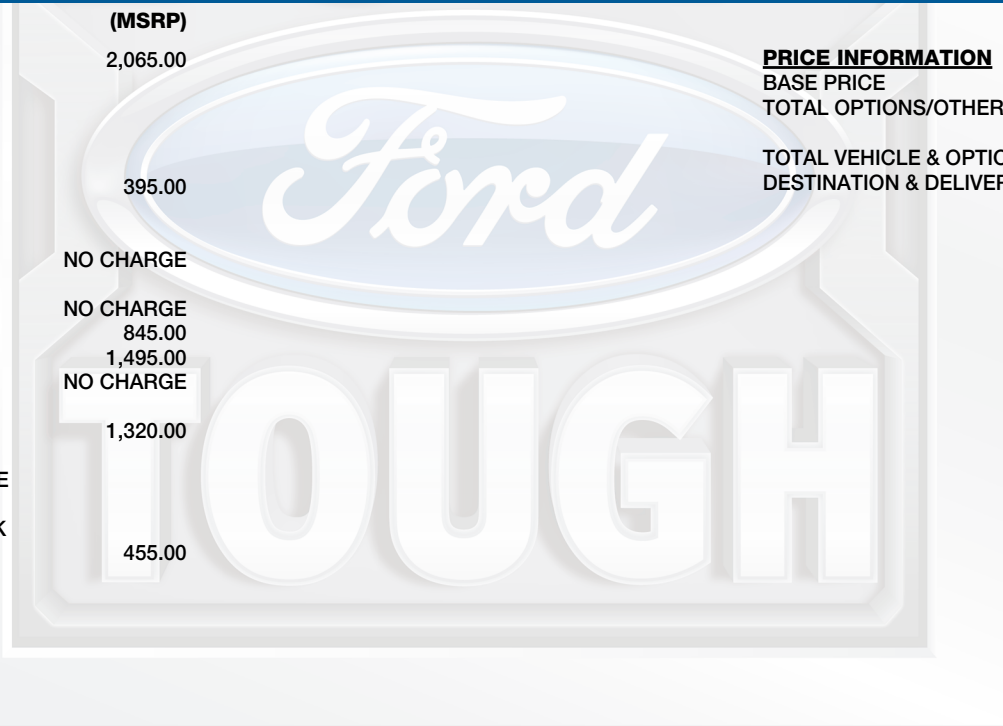 (MSRP)
2,065.00
395.00
NO CHARGE
NO CHARGE
845.00
1,495.00
NO CHARGE
1,320.00
E
K
455.00
PRICE INFORMATION
BASE PRICE
TOTAL OPTIONS/OTHER
TOTAL VEHICLE & OPTIO
DESTINATION & DELIVER
Ford
TOUGH